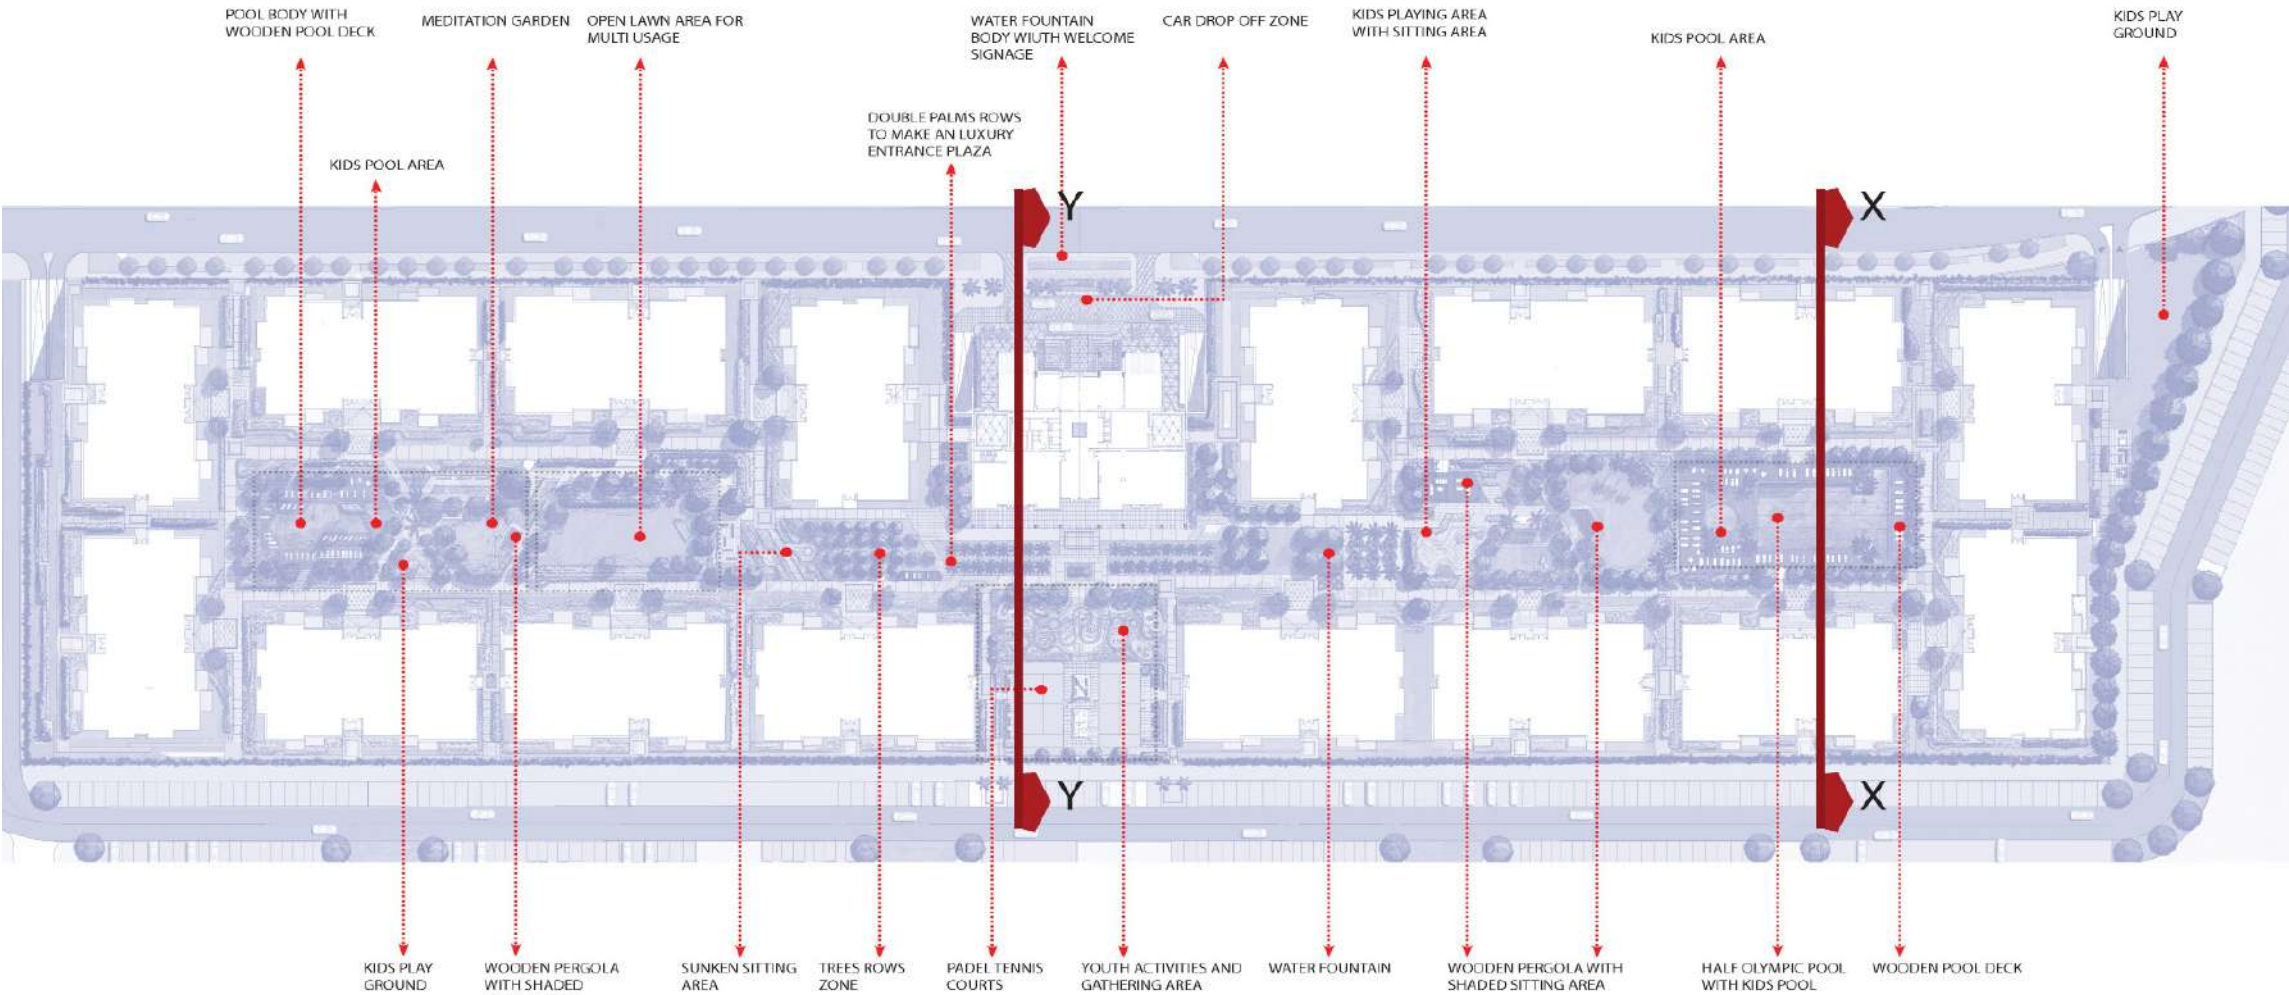 POOL BODY WITH
WOODEN POOL DECK
MEDITATION GARDEN
OPEN LAWN AREA FOR
MULTI USAGE
WATER FOUNTAIN
BODY WIUTH WELCOME
SIGNAGE
CAR DROP OFF ZONE
KIDS PLAYING AREA
WITH SITTING AREA
KIDS POOL AREA
KIDS PLAY
GROUND
DOUBLE PALMS ROWS
TO MAKE AN LUXURY
ENTRANCE PLAZA
KIDS POOL AREA
Y
X
Y
X
KIDS PLAY
GROUND
WOODEN PERGOLA
WITH SHADED
SUNKEN SITTING
AREA
TREES ROWS
ZONE
PADEL TENNIS
COURTS
YOUTH ACTIVITIES AND
GATHERING AREA
WATER FOUNTAIN
WOODEN PERGOLA WITH
SHADED SITTING AREA
HALF OLYMPIC POOL
WITH KIDS POOL
WOODEN POOL DECK